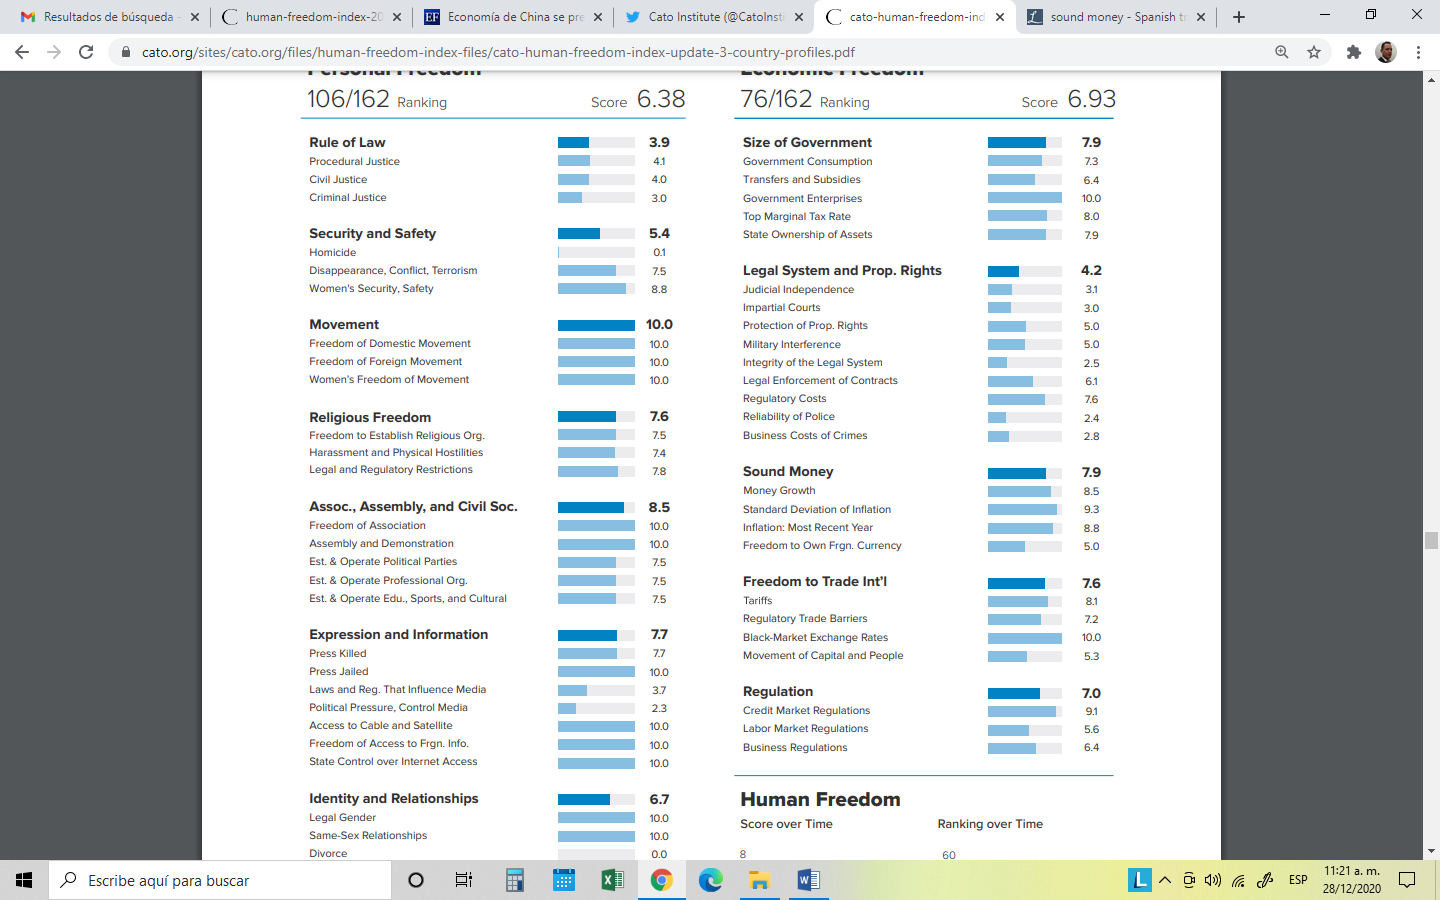 Resultados de búsqueda
human-freedom-index-20
Economía de China se pre
Cato Institute (@CatoInsti
cato-human-freedom-ind
sound money - Spanish tr
cato.org/sites/cato.org/files/human-freedom-index-files/cato-human-freedom-index-update-3-country-profiles.pdf
Personal Freedom
106/162 Ranking Score 6.38
Rule of Law 3.9
Procedural Justice 4.1
Civil Justice 4.0
Criminal Justice 3.0
Security and Safety 5.4
Homicide 0.1
Disappearance, Conflict, Terrorism 7.5
Women's Security, Safety 8.8
Movement 10.0
Freedom of Domestic Movement 10.0
Freedom of Foreign Movement 10.0
Women's Freedom of Movement 10.0
Religious Freedom 7.6
Freedom to Establish Religious Org. 7.5
Harassment and Physical Hostilities 7.4
Legal and Regulatory Restrictions 7.8
Assoc., Assembly, and Civil Soc. 8.5
Freedom of Association 10.0
Assembly and Demonstration 10.0
Est. & Operate Political Parties 7.5
Est. & Operate Professional Org. 7.5
Est. & Operate Edu., Sports, and Cultural 7.5
Expression and Information 7.7
Press Killed 7.7
Press Jailed 10.0
Laws and Reg. That Influence Media 3.7
Political Pressure, Control Media 2.3
Access to Cable and Satellite 10.0
Freedom of Access to Frgn. Info. 10.0
State Control over Internet Access 10.0
Identity and Relationships 6.7
Legal Gender 10.0
Same-Sex Relationships 10.0
Divorce 0.0
Economic Freedom
76/162 Ranking Score 6.93
Size of Government 7.9
Government Consumption 7.3
Transfers and Subsidies 6.4
Government Enterprises 10.0
Top Marginal Tax Rate 8.0
State Ownership of Assets 7.9
Legal System and Prop. Rights 4.2
Judicial Independence 3.1
Impartial Courts 3.0
Protection of Prop. Rights 5.0
Military Interference 5.0
Integrity of the Legal System 2.5
Legal Enforcement of Contracts 6.1
Regulatory Costs 7.6
Reliability of Police 2.4
Business Costs of Crimes 2.8
Sound Money 7.9
Money Growth 8.5
Standard Deviation of Inflation 9.3
Inflation: Most Recent Year 8.8
Freedom to Own Frgn. Currency 5.0
Freedom to Trade Int'l 7.6
Tariffs 8.1
Regulatory Trade Barriers 7.2
Black-Market Exchange Rates 10.0
Movement of Capital and People 5.3
Regulation 7.0
Credit Market Regulations 9.1
Labor Market Regulations 5.6
Business Regulations 6.4
Human Freedom
Score over Time Ranking over Time
8 60
Escribe aquí para buscar
ESP
11:21 a. m.
28/12/2020